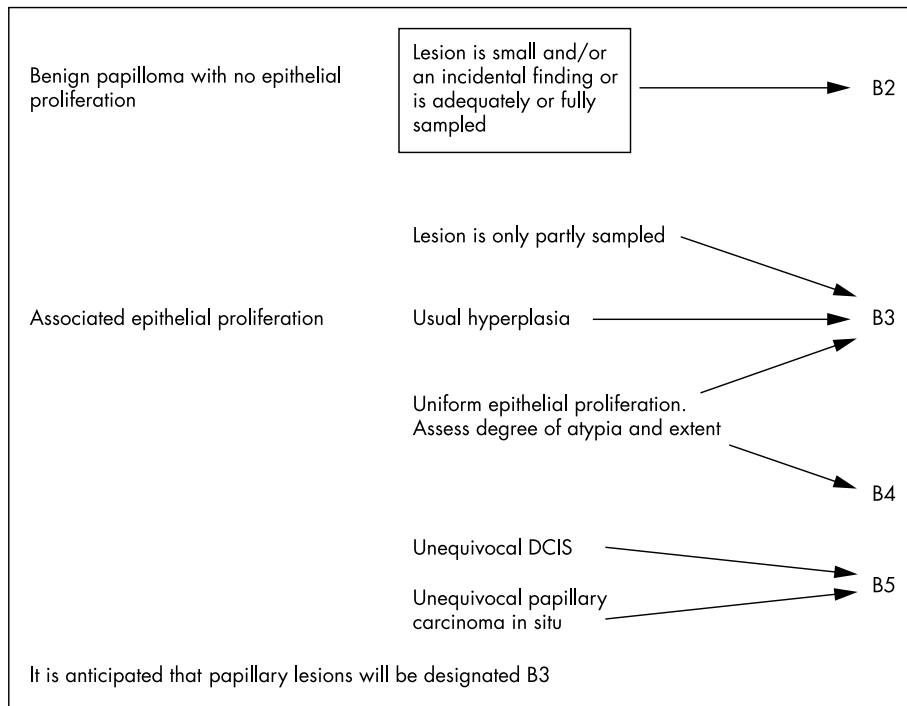 Benign papilloma with no epithelial
proliferation
Lesion is small and/or
an incidental finding or
is adequately or fully
sampled
B2
Lesion is only partly sampled
Associated epithelial proliferation
Usual hyperplasia
B3
Uniform epithelial proliferation.
Assess degree of atypia and extent
B4
Unequivocal DCIS
Unequivocal papillary
carcinoma in situ
B5
It is anticipated that papillary lesions will be designated B3